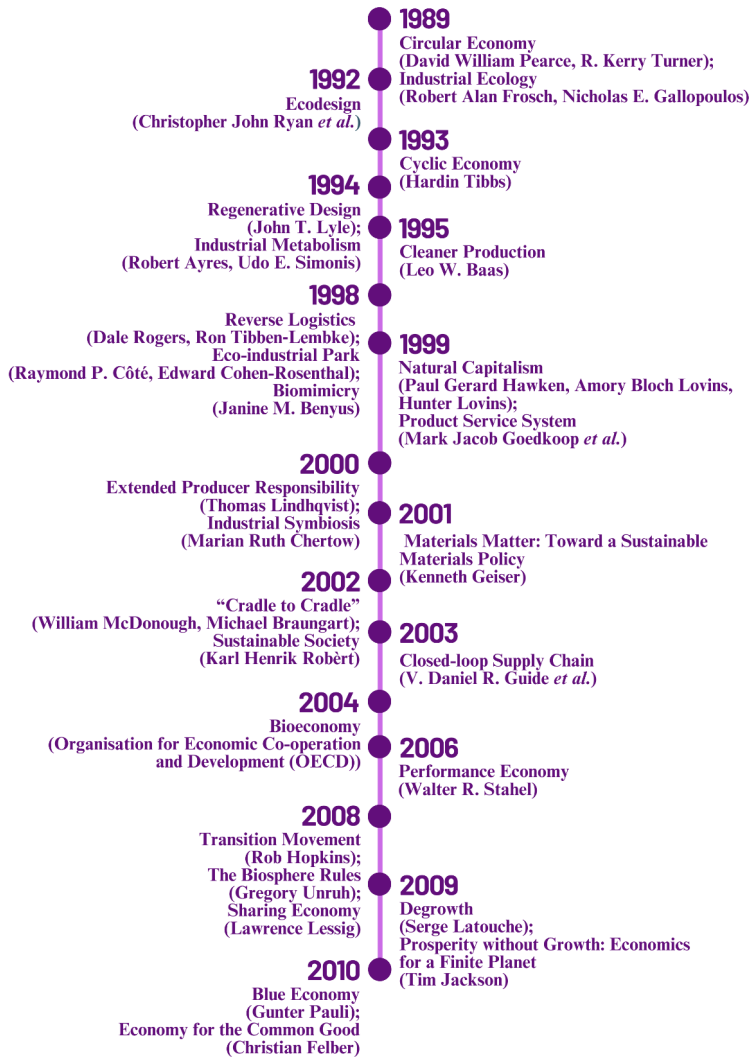 1989
Circular Economy
(David William Pearce, R. Kerry Turner);
Industrial Ecology
(Robert Alan Frosch, Nicholas E. Gallopoulos)
1992
Ecodesign
(Christopher John Ryan et al.)
1993
Cyclic Economy
(Hardin Tibbs)
1994
Regenerative Design
(John T. Lyle);
Industrial Metabolism
(Robert Ayres, Udo E. Simonis)
1995
Cleaner Production
(Leo W. Baas)
1998
Reverse Logistics
(Dale Rogers, Ron Tibben-Lembke);
Eco-industrial Park
(Raymond P. Côté, Edward Cohen-Rosenthal);
Biomimicry
(Janine M. Benyus)
1999
Natural Capitalism
(Paul Gerard Hawken, Amory Bloch Lovins,
Hunter Lovins);
Product Service System
(Mark Jacob Goedkoop et al.)
2000
Extended Producer Responsibility
(Thomas Lindhqvist);
Industrial Symbiosis
(Marian Ruth Chertow)
2001
Materials Matter: Toward a Sustainable
Materials Policy
(Kenneth Geiser)
2002
“Cradle to Cradle”
(William McDonough, Michael Braungart);
Sustainable Society
(Karl Henrik Robèrt)
2003
Closed-loop Supply Chain
(V. Daniel R. Guide et al.)
2004
Bioeconomy
(Organisation for Economic Co-operation
and Development (OECD))
2006
Performance Economy
(Walter R. Stahel)
2008
Transition Movement
(Rob Hopkins);
The Biosphere Rules
(Gregory Unruh);
Sharing Economy
(Lawrence Lessig)
2009
Degrowth
(Serge Latouche);
Prosperity without Growth: Economics
for a Finite Planet
(Tim Jackson)
2010
Blue Economy
(Gunter Pauli);
Economy for the Common Good
(Christian Felber)